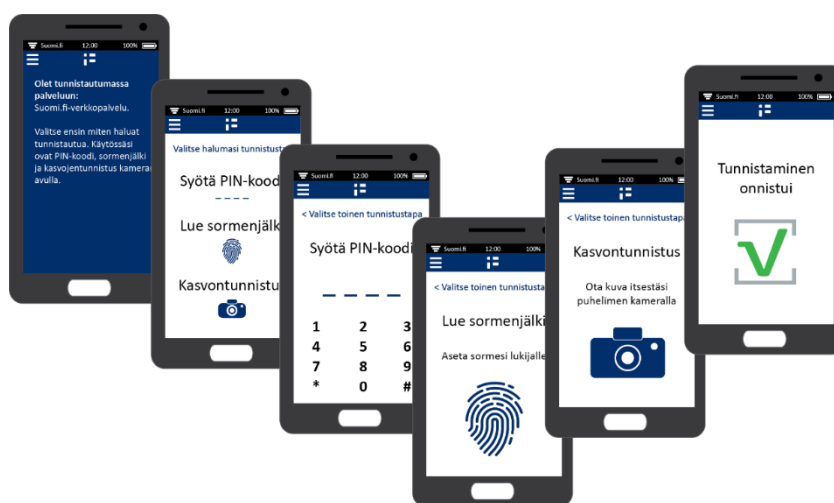 Suomi.fi 12:00 100%
Olet tunnistautumassa
palveluun:
Suomi.fi-verkkopalvelu.
Valitse ensin miten haluat
tunnistautua. Käytössäsi
ovat PIN-koodi, sormenjälki
ja kasvojentunnistus kameran
avulla.
Suomi.fi 12:00 100%
Valitse halumasi tunnistusta
Syötä PIN-kood
Lue sormenjälk
Kasvontunnistu
Suomi.fi 12:00 100%
< Valitse toinen tunnistustapa
Syötä PIN-koodi
1 2 3
4 5 6
7 8 9
* 0 #
Suomi.fi 12:00 100%
< Valitse toinen tunnistusta
Lue sormenjälki
Aseta sormesi lukijalle
Suomi.fi 12:00 100%
< Valitse toinen tunnistustapa
Kasvontunnistus
Ota kuva itsestäsi
puhelimen kameralla
Suomi.fi 12:00 100%
Tunnistaminen
onnistui